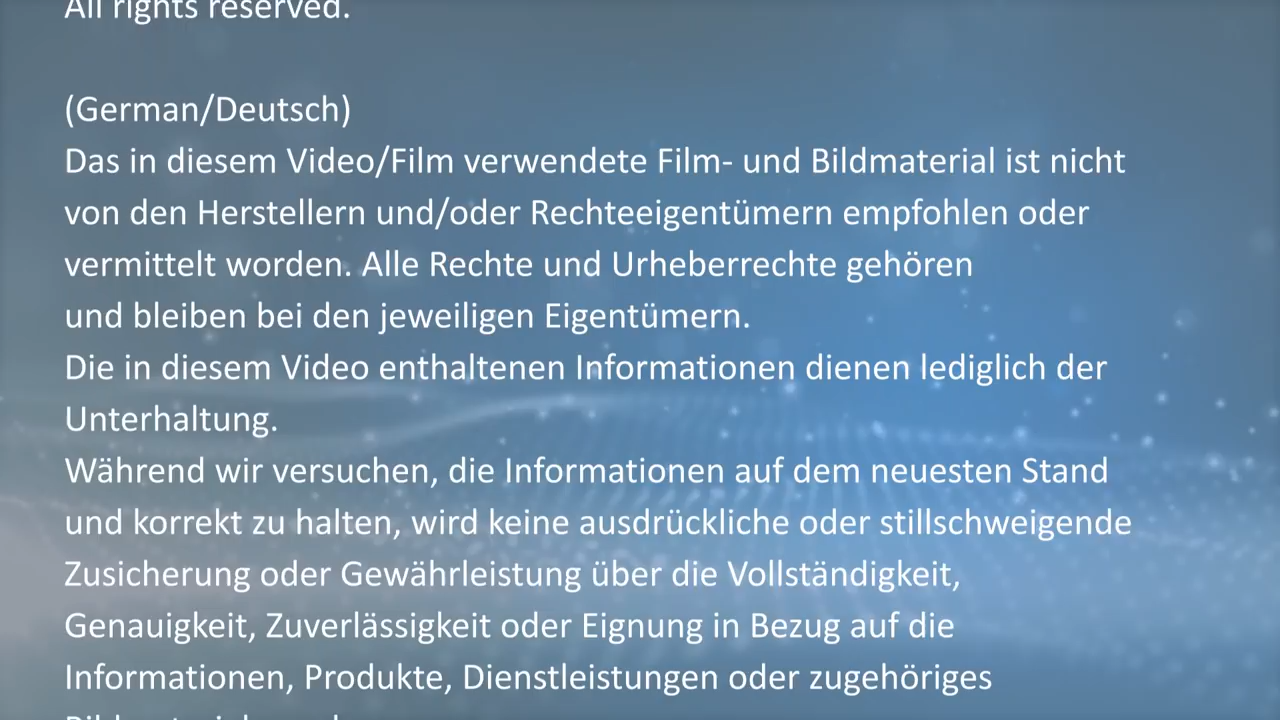 All rights reserved.
(German/Deutsch)
Das in diesem Video/Film verwendete Film- und Bildmaterial ist nicht
von den Herstellern und/oder Rechteeigentümern empfohlen oder
vermittelt worden. Alle Rechte und Urheberrechte gehören
und bleiben bei den jeweiligen Eigentümern.
Die in diesem Video enthaltenen Informationen dienen lediglich der
Unterhaltung.
Während wir versuchen, die Informationen auf dem neuesten Stand
und korrekt zu halten, wird keine ausdrückliche oder stillschweigende
Zusicherung oder Gewährleistung über die Vollständigkeit,
Genauigkeit, Zuverlässigkeit oder Eignung in Bezug auf die
Informationen, Produkte, Dienstleistungen oder zugehöriges